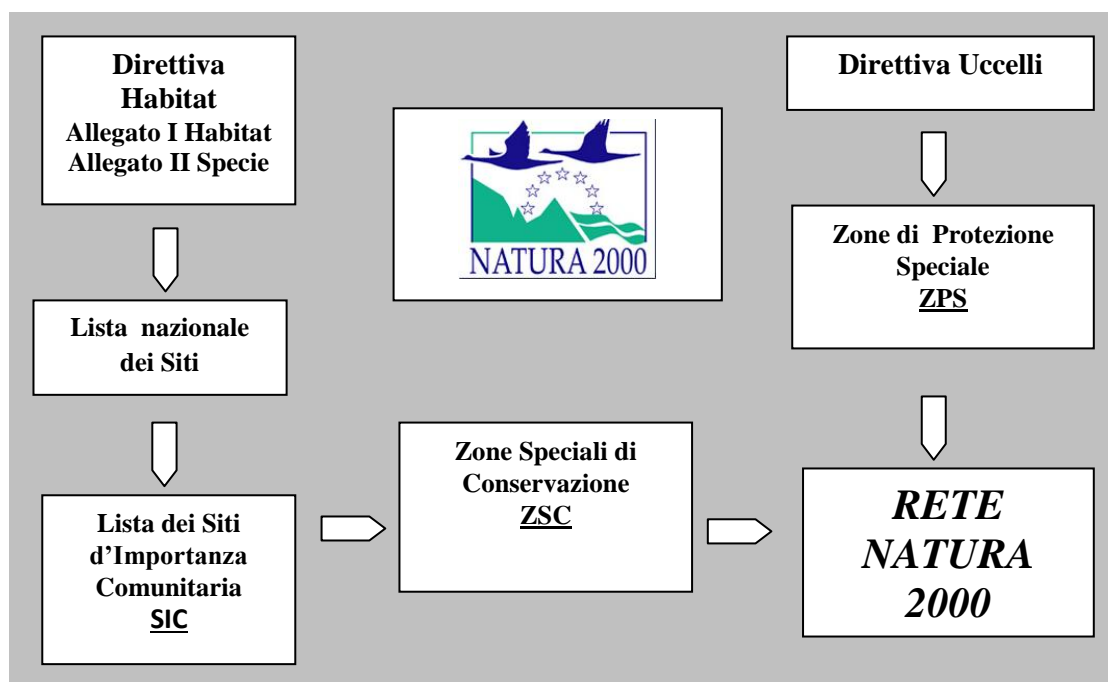 Direttiva
Habitat
Allegato I Habitat
Allegato II Specie
Lista nazionale
dei Siti
Lista dei Siti
d’Importanza
Comunitaria
SIC
NATURA 2000
Zone Speciali di
Conservazione
ZSC
Direttiva Uccelli
Zone di Protezione
Speciale
ZPS
RETE
NATURA
2000